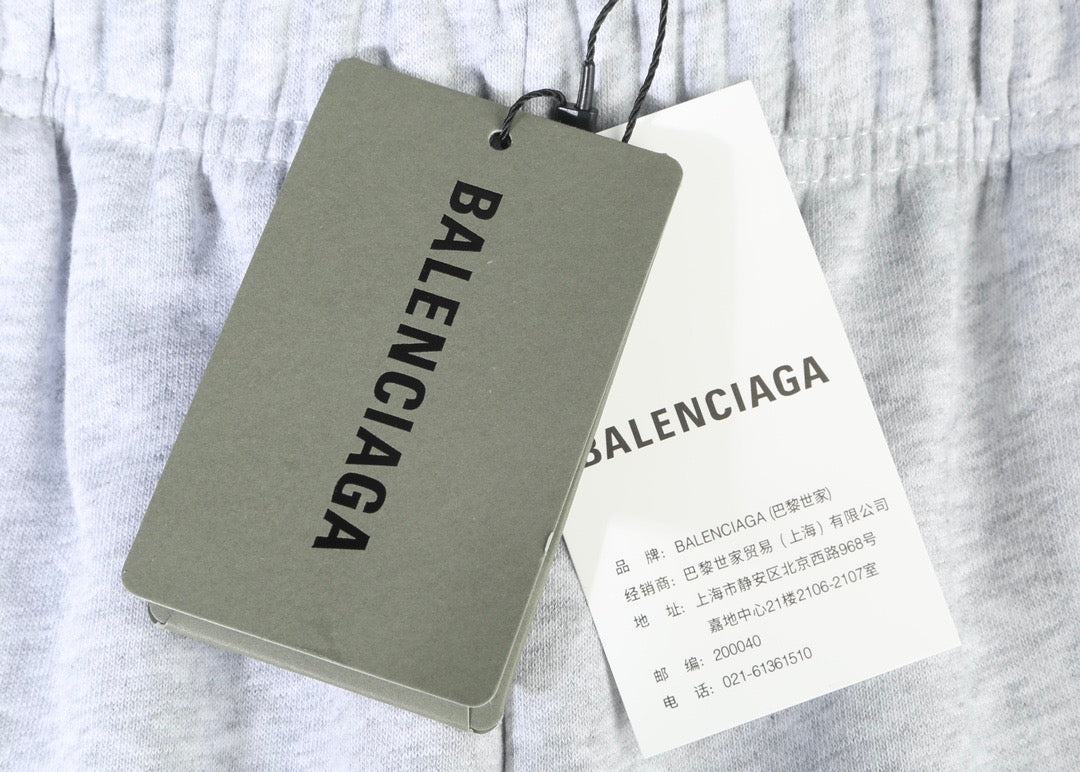 BALENCIAGA
BALENCIAGA
品 牌: BALENCIAGA (巴黎世家)
经销商: 巴黎世家贸易（上海）有限公司
地 址: 上海市静安区北京西路968号
嘉地中心21楼2106-2107室
邮 编: 200040
电 话: 021-61361510